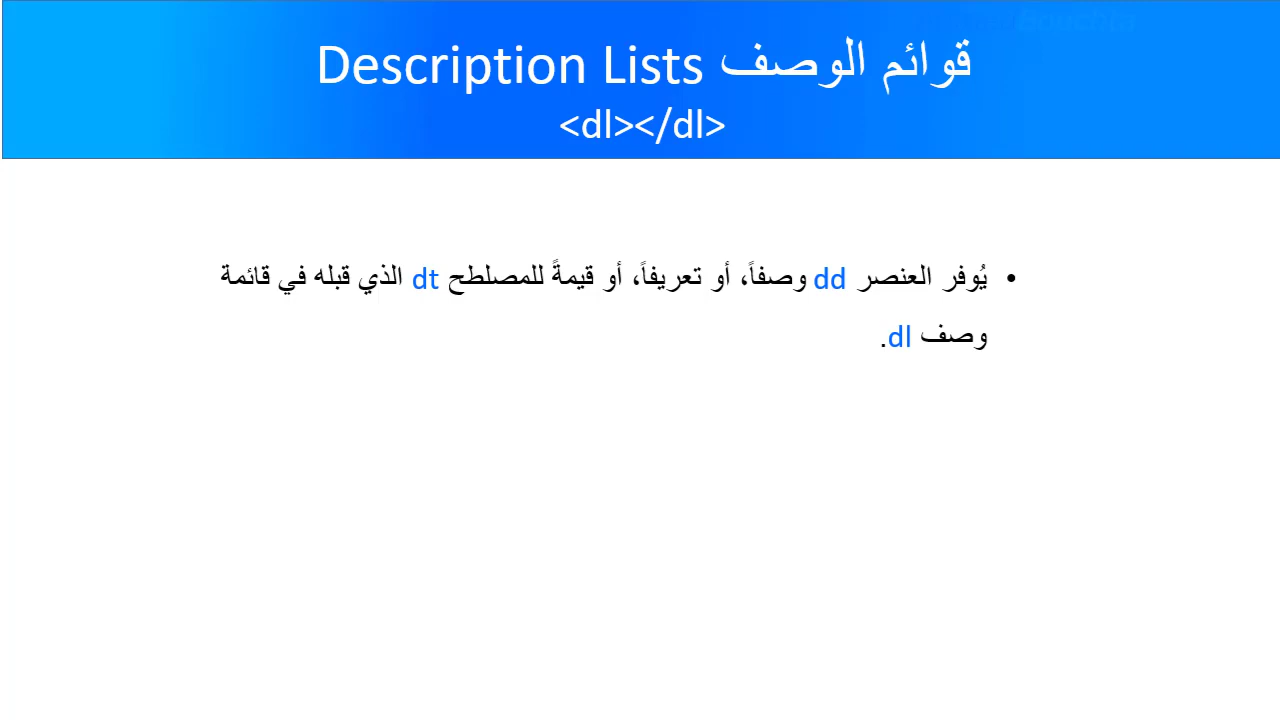 قوائم الوصف Description Lists
<dl></dl>
• يُوفر العنصر dd وصفاً، أو تعريفاً، أو قيمةً للمصلطح dt الذي قبله في قائمة
وصف dl.